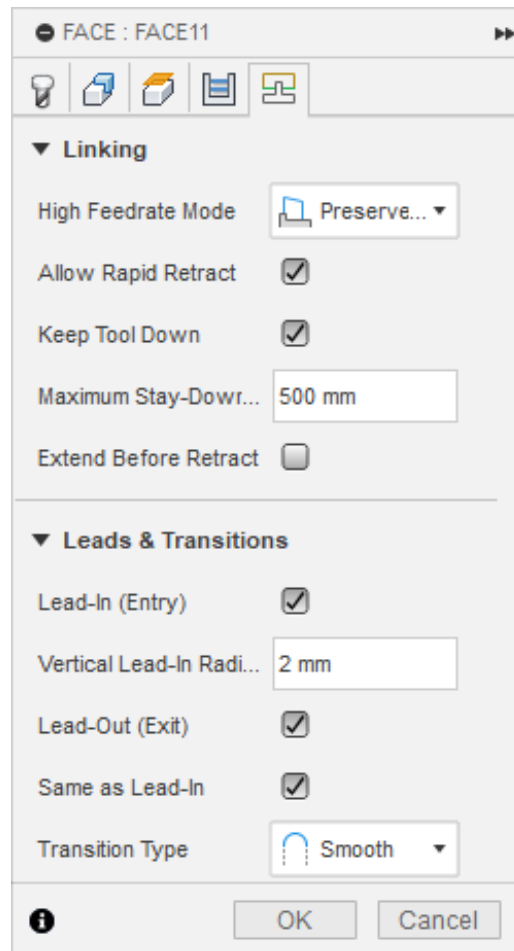 FACE : FACE11
Linking
High Feedrate Mode Preserve...
Allow Rapid Retract
Keep Tool Down
Maximum Stay-Dowr... 500 mm
Extend Before Retract
Leads & Transitions
Lead-In (Entry)
Vertical Lead-In Radi... 2 mm
Lead-Out (Exit)
Same as Lead-In
Transition Type Smooth
OK Cancel